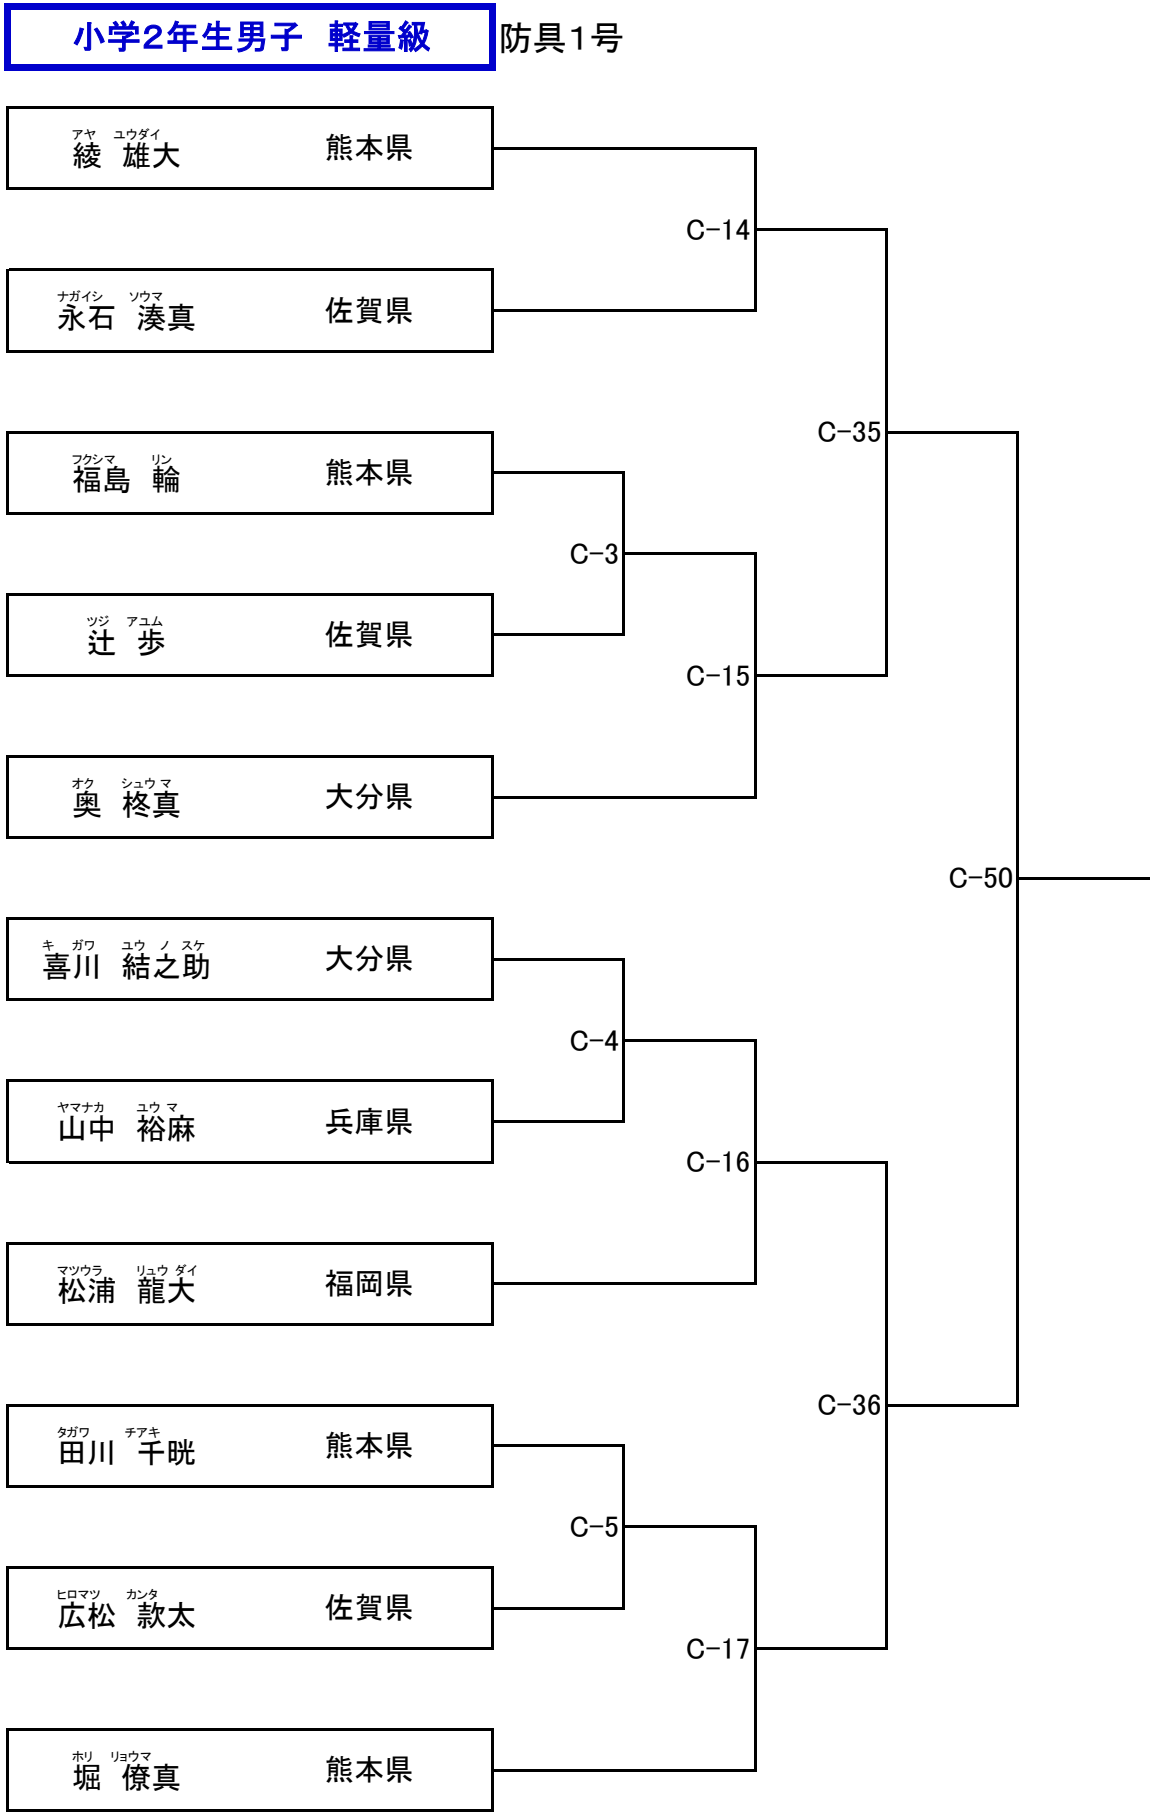 小学2年生男子　軽量級 防具1号
アヤ ユウダイ
綾 雄大 熊本県
C-14
ナガイシ ソウマ
永石 湊真 佐賀県
C-35
フクシマ リン
福島 輪 熊本県
C-3
ツジ アユム
辻 歩 佐賀県
C-15
オク シュウ マ
奥 柊真 大分県
C-50
キ ガワ ユウ ノ スケ
喜川 結之助 大分県
C-4
ヤマナカ ユウ マ
山中 裕麻 兵庫県
C-16
マツウラ リュウ ダイ
松浦 龍大 福岡県
C-36
タガワ チアキ
田川 千晄 熊本県
C-5
ヒロマツ カンタ
広松 款太 佐賀県
C-17
ホリ リョウマ
堀 僚真 熊本県